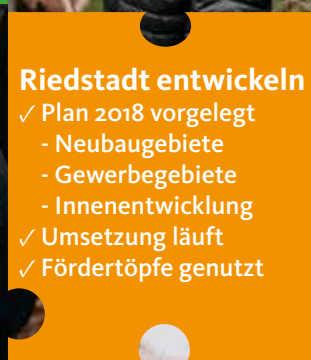 Riedstadt entwickeln
✓ Plan 2018 vorgelegt
- Neubaugebiete
- Gewerbegebiete
- Innenentwicklung
✓ Umsetzung läuft
✓ Fördertöpfe genutzt